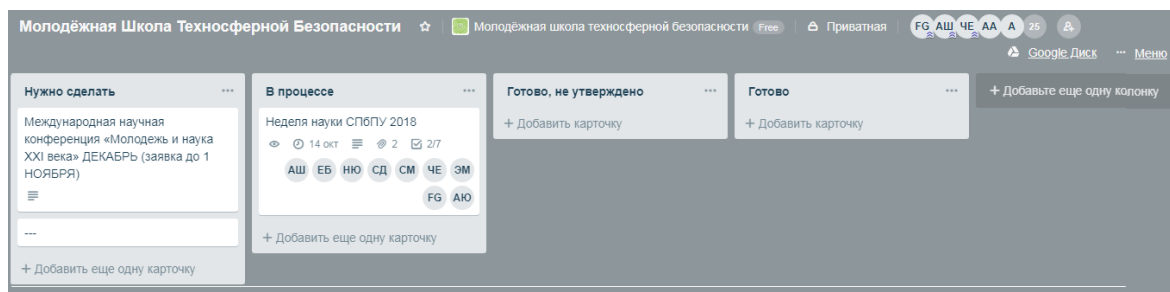 Молодёжная Школа Техносферной Безопасности Молодёжная школа техносферной безопасности Free Приватная FG АШ ЧЕ АА А 25
Google Диск ··· Меню
Нужно сделать ···
Международная научная
конференция «Молодежь и наука
XXI века» ДЕКАБРЬ (заявка до 1
НОЯБРЯ)
---
+ Добавить еще одну карточку
В процессе ···
Неделя науки СПбПУ 2018
14 окт 2 2/7
АШ ЕБ НЮ СД СМ ЧЕ ЭМ
FG АЮ
+ Добавить еще одну карточку
Готово, не утверждено ···
+ Добавить карточку
Готово ···
+ Добавить карточку
+ Добавьте еще одну колонку